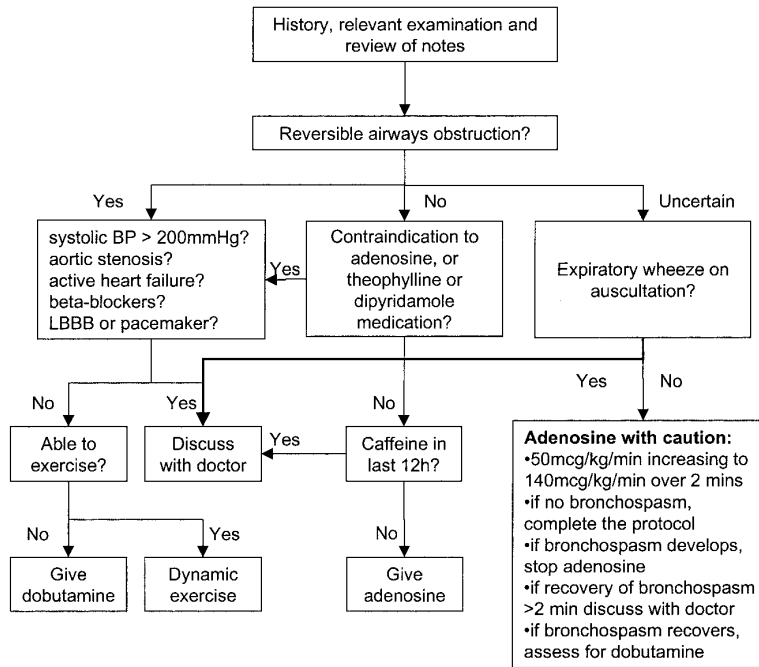 History, relevant examination and
review of notes
Reversible airways obstruction?
Yes
No
Uncertain
systolic BP > 200mmHg?
aortic stenosis?
active heart failure?
beta-blockers?
LBBB or pacemaker?
Yes
Contraindication to
adenosine, or
theophylline or
dipyridamole
medication?
Expiratory wheeze on
auscultation?
No
Yes
No
Yes
No
Able to
exercise?
Discuss
with doctor
Yes
Caffeine in
last 12h?
Adenosine with caution:
•50mcg/kg/min increasing to
140mcg/kg/min over 2 mins
•if no bronchospasm,
complete the protocol
•if bronchospasm develops,
stop adenosine
•if recovery of bronchospasm
>2 min discuss with doctor
•if bronchospasm recovers,
assess for dobutamine
No
Yes
No
Give
dobutamine
Dynamic
exercise
Give
adenosine